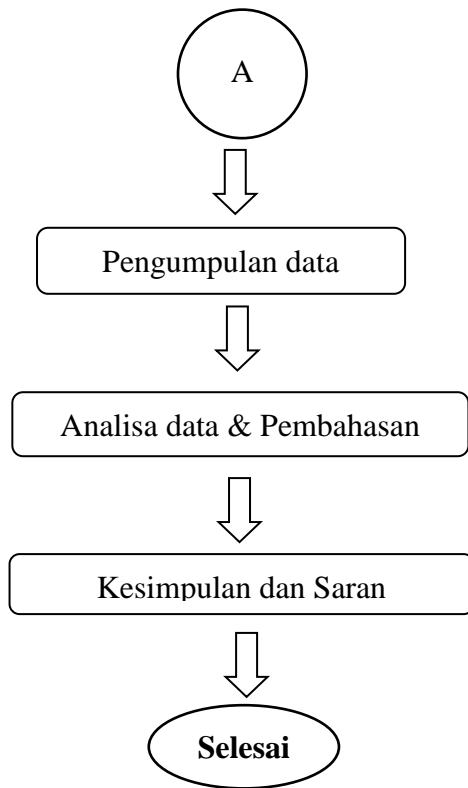 A
Pengumpulan data
Analisa data & Pembahasan
Kesimpulan dan Saran
Selesai